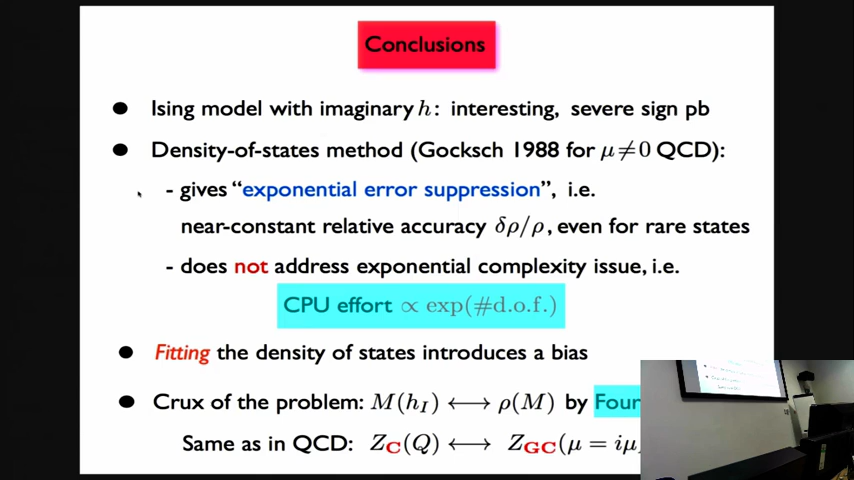 Conclusions
● Ising model with imaginary h: interesting, severe sign pb
● Density-of-states method (Gocksch 1988 for μ≠0 QCD):
- gives “exponential error suppression”, i.e.
near-constant relative accuracy δρ/ρ, even for rare states
- does not address exponential complexity issue, i.e.
CPU effort ∝ exp(#d.o.f.)
● Fitting the density of states introduces a bias
● Crux of the problem: M(h_I) ⟷ ρ(M) by Four
Same as in QCD: Z_C(Q) ⟷ Z_GC(μ = iμ